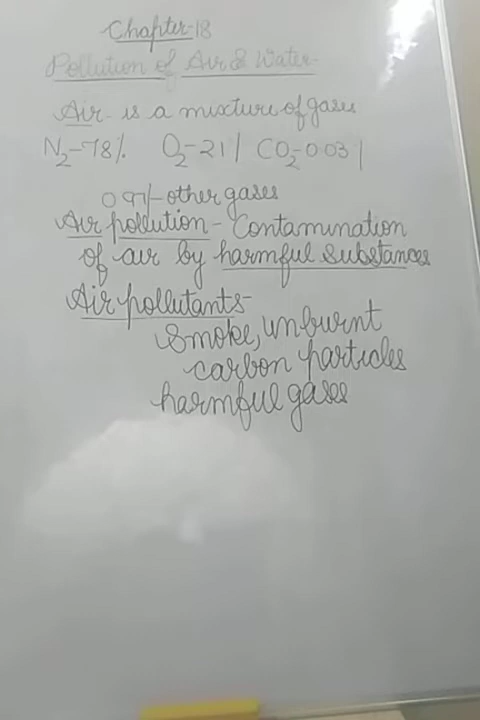 Chapter-18
Pollution of Air & Water-
Air- is a mixture of gases
N₂-78% O₂-21% CO₂-0.03%
0.97-other gases
Air pollution - Contamination
of air by harmful substances
Air pollutants-
smoke, unburnt
carbon particles
harmful gases